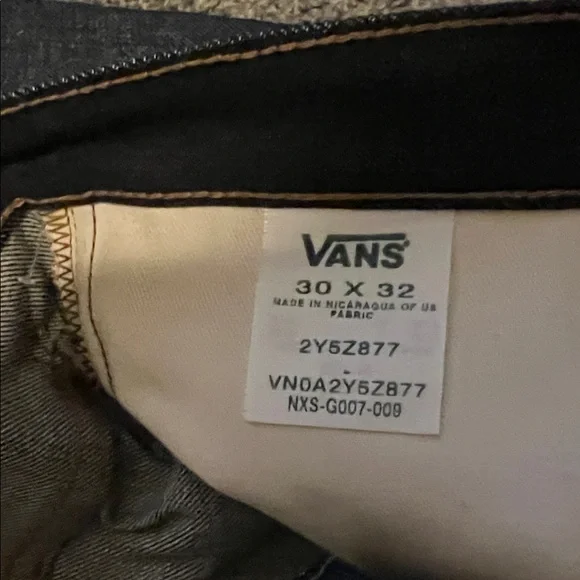 VANS
30 X 32
MADE IN NICARAGUA OF US
FABRIC
2Y5Z877
-
VN0A2Y5Z877
NXS-G007-009